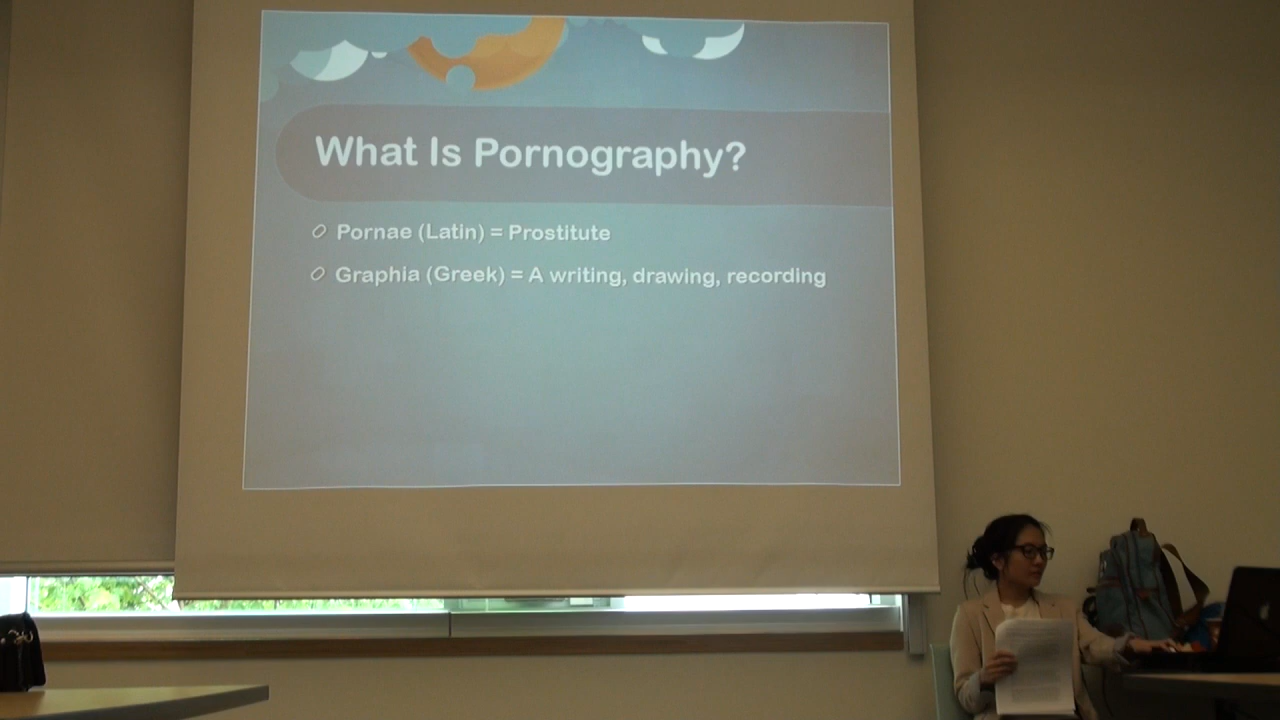 What Is Pornography?
Pornae (Latin) = Prostitute
Graphia (Greek) = A writing, drawing, recording